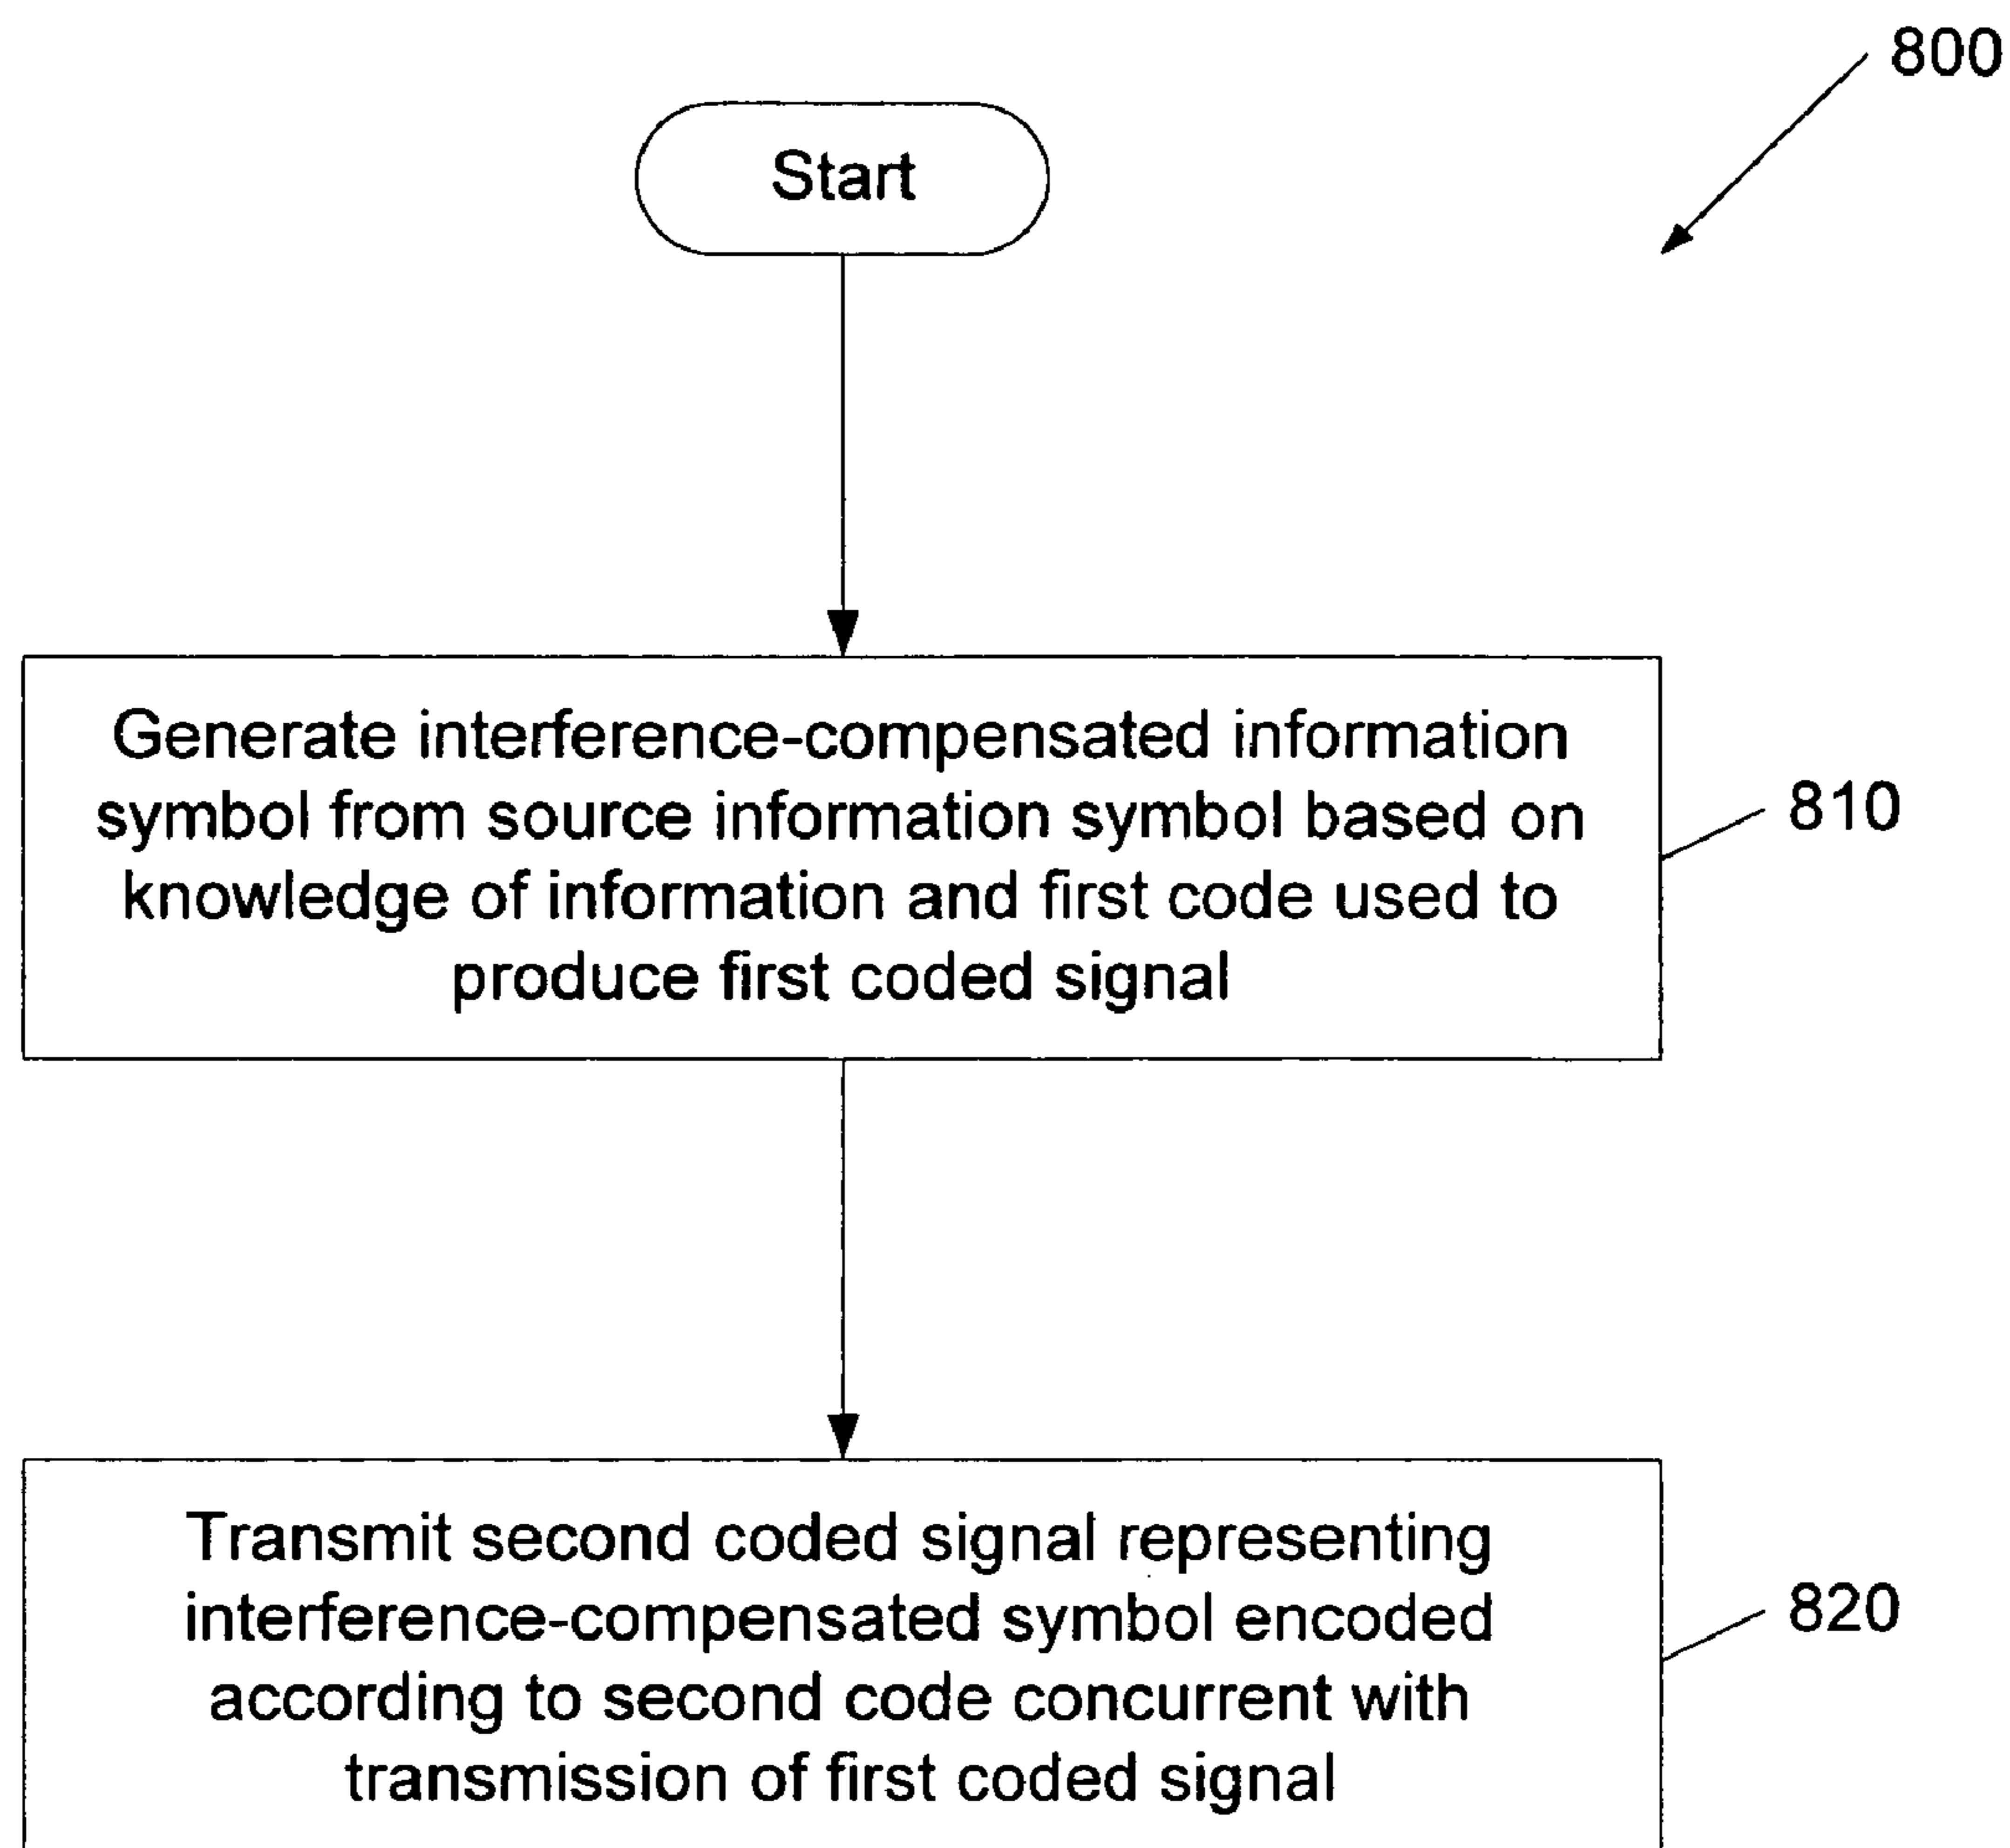 800
Start
Generate interference-compensated information
symbol from source information symbol based on
knowledge of information and first code used to
produce first coded signal
810
Transmit second coded signal representing
interference-compensated symbol encoded
according to second code concurrent with
transmission of first coded signal
820